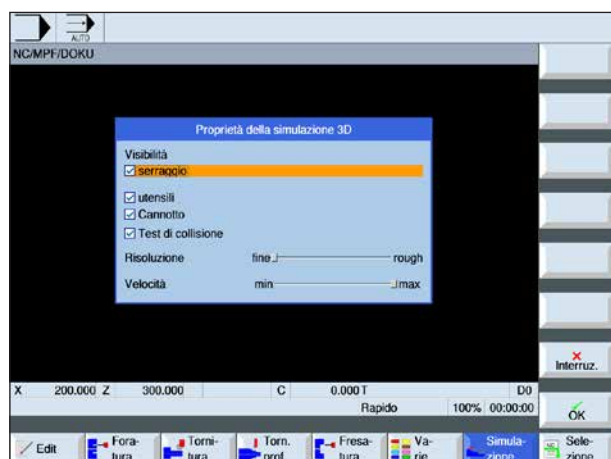 AUTO
NC/MPF/DOKU
Proprietà della simulazione 3D
Visibilità
serraggio
utensili
Cannotto
Test di collisione
Risoluzione fine rough
Velocità min max
Interruz.
X 200.000 Z 300.000 C 0.000 T D0
Rapido 100% 00:00:00
OK
Edit
Fora-
tura
Torni-
tura
Torn.
prof.
Fresa-
tura
Va-
rie
Simula-
zione
NC
Sele-
zione